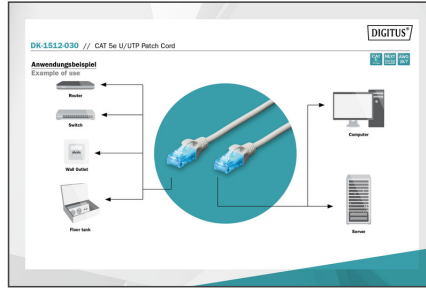 DIGITUS®
DK-1512-030 // CAT 5e U/UTP Patch Cord
Anwendungsbeispiel
Example of use
Router
Switch
Wall Outlet
Floor tank
Computer
Server